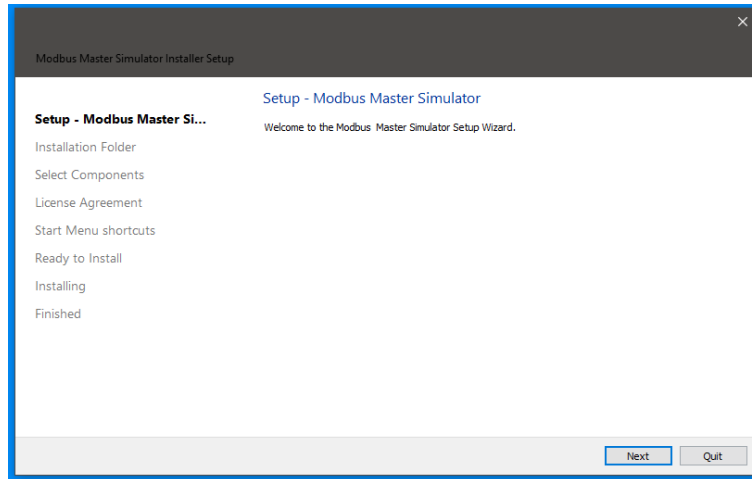 Modbus Master Simulator Installer Setup
Setup - Modbus Master Si...
Installation Folder
Select Components
License Agreement
Start Menu shortcuts
Ready to Install
Installing
Finished
Setup - Modbus Master Simulator
Welcome to the Modbus Master Simulator Setup Wizard.
Next Quit